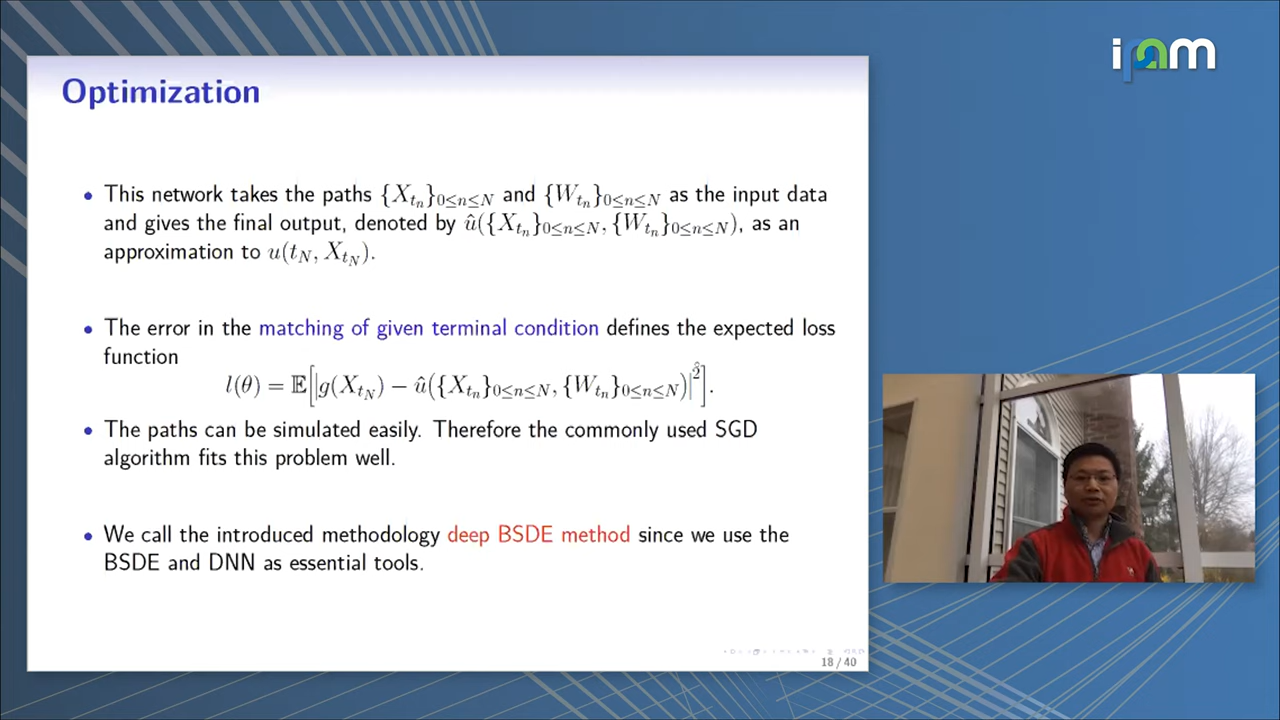 ipam
Optimization
• This network takes the paths {X_{t_n}}_{0≤n≤N} and {W_{t_n}}_{0≤n≤N} as the input data
and gives the final output, denoted by û({X_{t_n}}_{0≤n≤N}, {W_{t_n}}_{0≤n≤N}), as an
approximation to u(t_N, X_{t_N}).
• The error in the matching of given terminal condition defines the expected loss
function
l(θ) = 𝔼[|g(X_{t_N}) − û({X_{t_n}}_{0≤n≤N}, {W_{t_n}}_{0≤n≤N})|²].
• The paths can be simulated easily. Therefore the commonly used SGD
algorithm fits this problem well.
• We call the introduced methodology deep BSDE method since we use the
BSDE and DNN as essential tools.
18 / 40